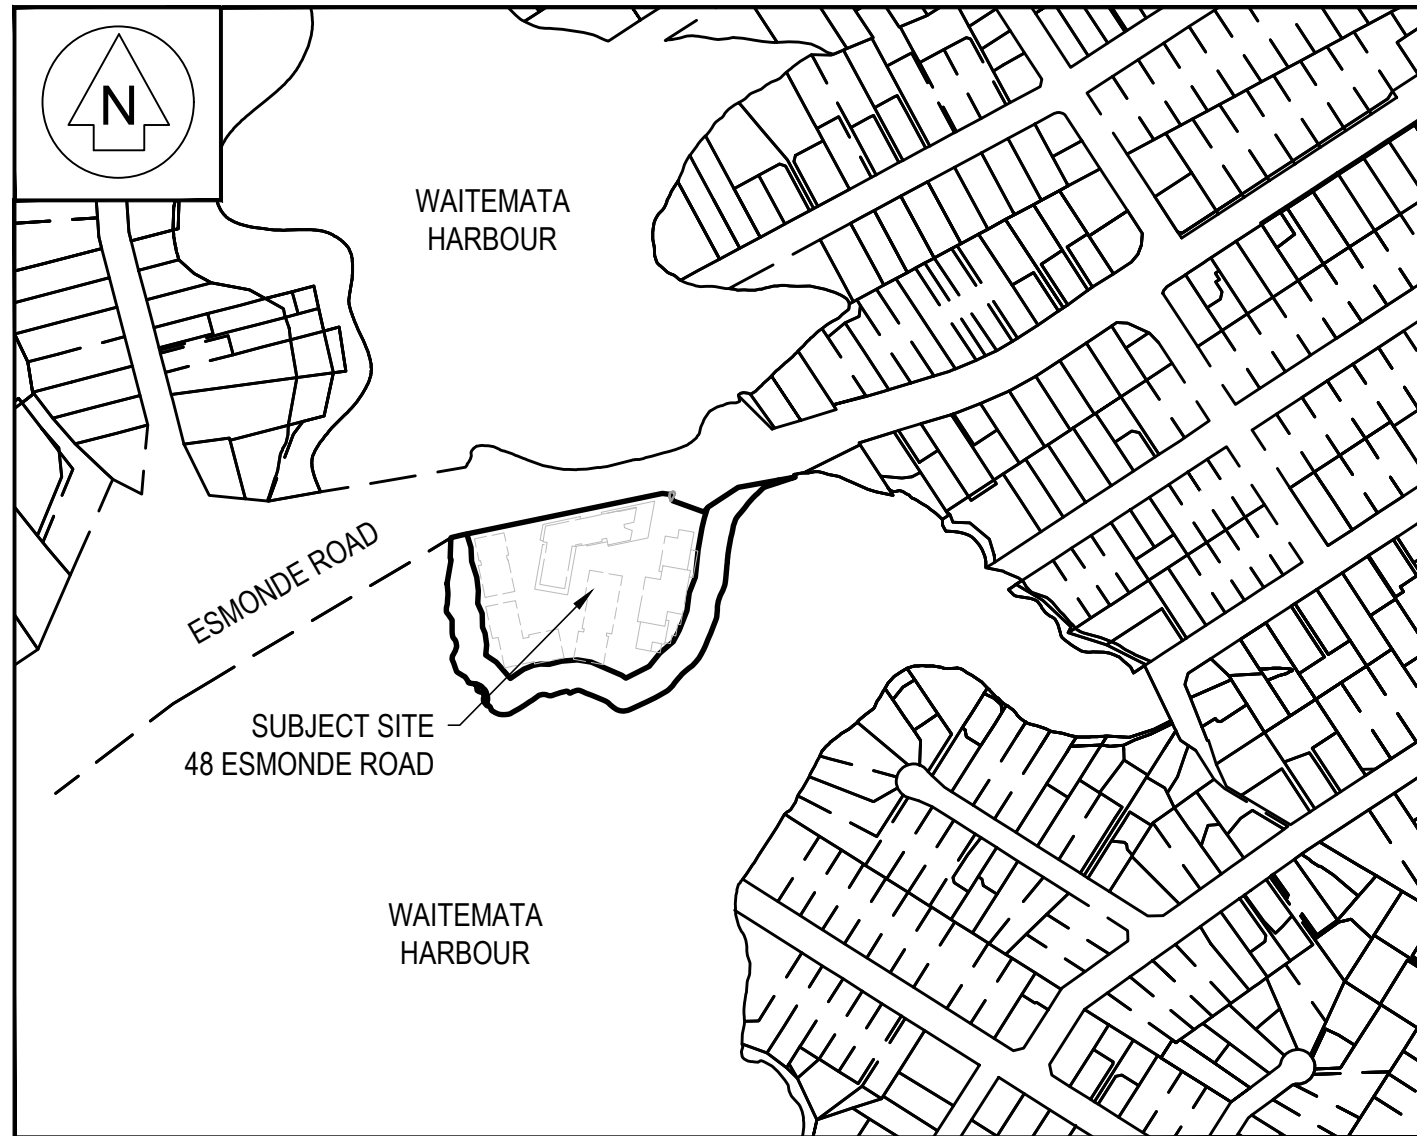 N
WAITEMATA
HARBOUR
ESMONDE ROAD
SUBJECT SITE
48 ESMONDE ROAD
WAITEMATA
HARBOUR